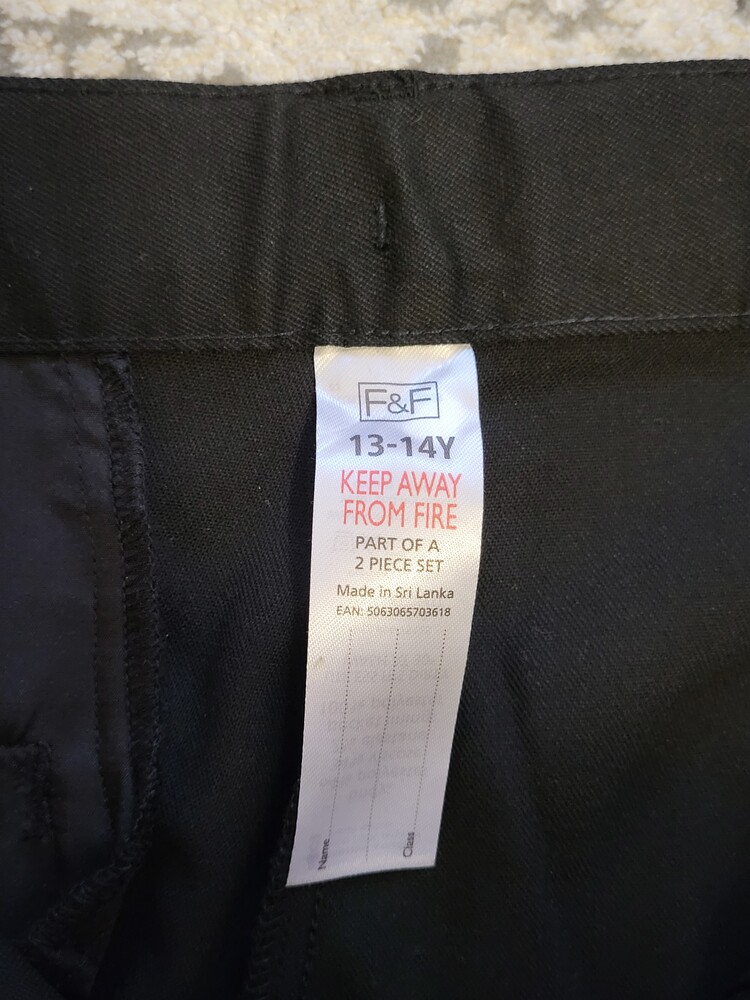 F&F
13-14Y
KEEP AWAY
FROM FIRE
PART OF A
2 PIECE SET
Made in Sri Lanka
EAN: 5063065703618
Name
Class